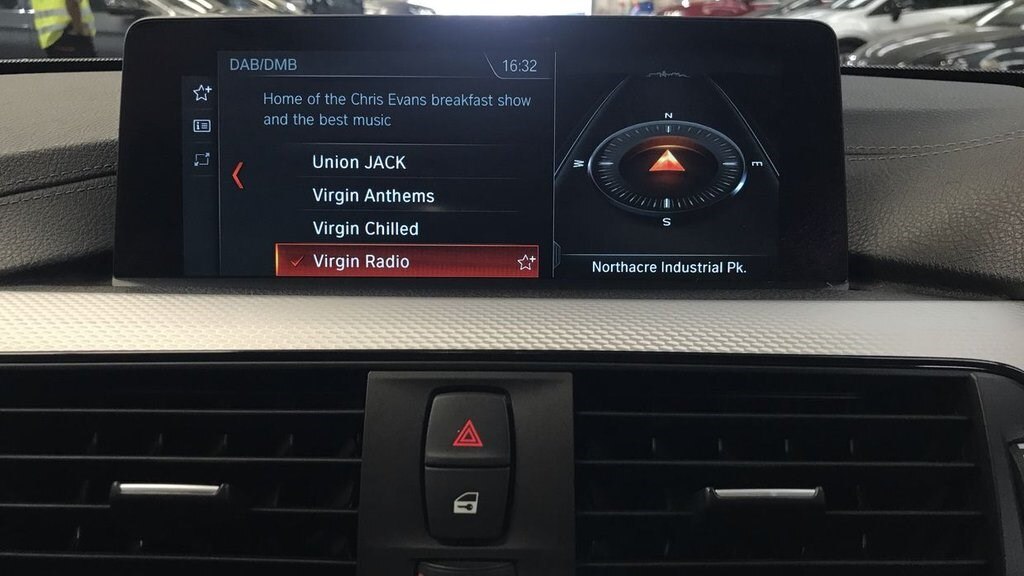 DAB/DMB
16:32
Home of the Chris Evans breakfast show
and the best music
Union JACK
Virgin Anthems
Virgin Chilled
Virgin Radio
N
W
E
S
Northacre Industrial Pk.